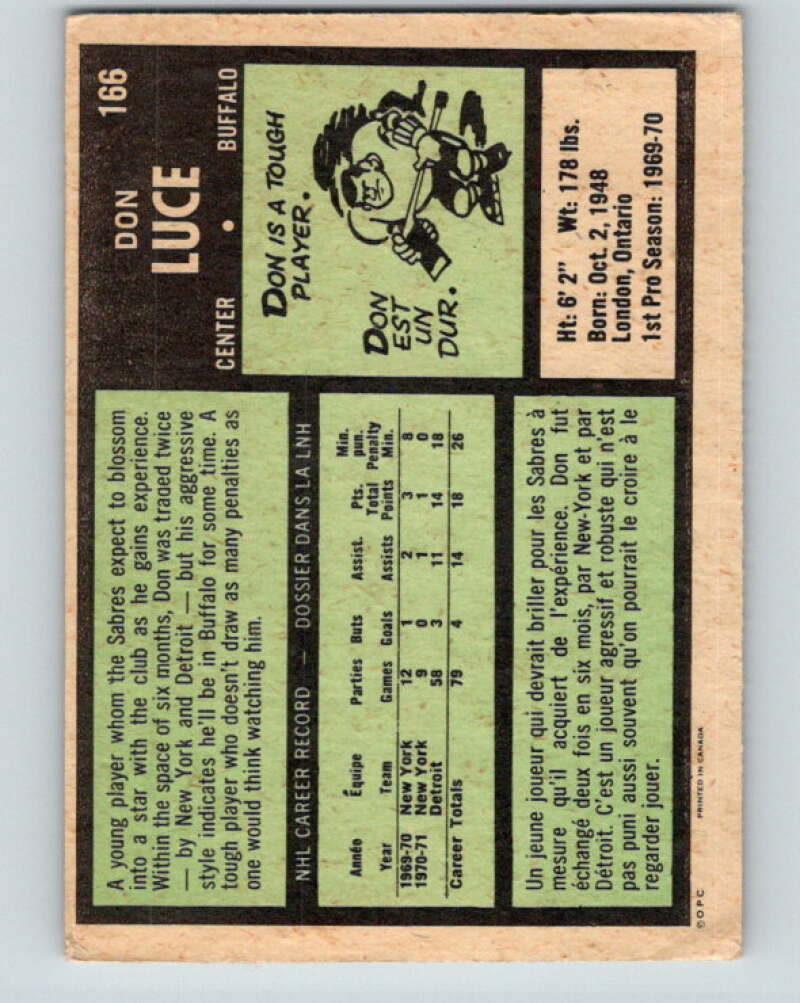 DON
166
LUCE
CENTER • BUFFALO
A young player whom the Sabres expect to blossom
into a star with the club as he gains experience.
Within the space of six months, Don was traded twice
— by New York and Detroit — but his aggressive
style indicates he'll be in Buffalo for some time. A
tough player who doesn't draw as many penalties as
one would think watching him.
DON IS A TOUGH
PLAYER.
DON
EST
UN
DUR.
NHL CAREER RECORD — DOSSIER DANS LA LNH
Année Équipe Parties Buts Assist. Pts. Total Min. pun. Penalty
Year Team Games Goals Assists Points Min.
1969-70 New York 12 1 2 3 8
1970-71 New York 9 0 1 1 0
Detroit 58 3 11 14 18
Career Totals 79 4 14 18 26
Ht: 6'2" Wt: 178 lbs.
Born: Oct. 2, 1948
London, Ontario
1st Pro Season: 1969-70
Un jeune joueur qui devrait briller pour les Sabres à
mesure qu'il acquiert de l'expérience. Don fut
échangé deux fois en six mois, par New-York et par
Détroit. C'est un joueur agressif et robuste qui n'est
pas puni aussi souvent qu'on pourrait le croire à le
regarder jouer.
© O P C PRINTED IN CANADA